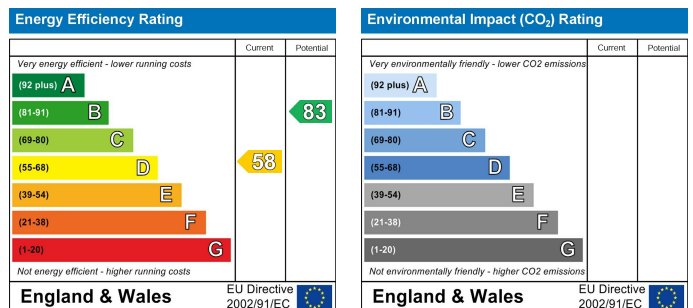 Energy Efficiency Rating
Current Potential
Very energy efficient - lower running costs
(92 plus) A
(81-91) B
83
(69-80) C
(55-68) D
58
(39-54) E
(21-38) F
(1-20) G
Not energy efficient - higher running costs
England & Wales
EU Directive
2002/91/EC
Environmental Impact (CO₂) Rating
Current Potential
Very environmentally friendly - lower CO2 emissions
(92 plus) A
(81-91) B
(69-80) C
(55-68) D
(39-54) E
(21-38) F
(1-20) G
Not environmentally friendly - higher CO2 emissions
England & Wales
EU Directive
2002/91/EC